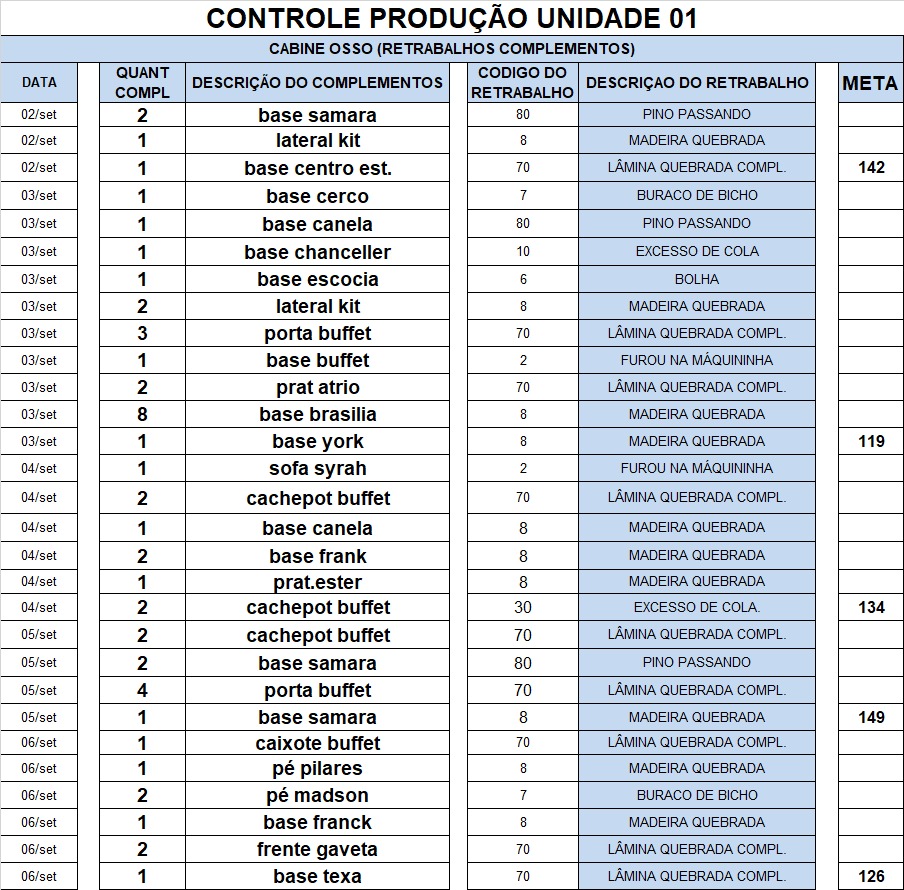 CONTROLE PRODUÇÃO UNIDADE 01
CABINE OSSO (RETRABALHOS COMPLEMENTOS)
DATA QUANT COMPL DESCRIÇÃO DO COMPLEMENTOS CODIGO DO RETRABALHO DESCRIÇAO DO RETRABALHO META
02/set 2 base samara 80 PINO PASSANDO
02/set 1 lateral kit 8 MADEIRA QUEBRADA
02/set 1 base centro est. 70 LÂMINA QUEBRADA COMPL. 142
03/set 1 base cerco 7 BURACO DE BICHO
03/set 1 base canela 80 PINO PASSANDO
03/set 1 base chanceller 10 EXCESSO DE COLA
03/set 1 base escocia 6 BOLHA
03/set 2 lateral kit 8 MADEIRA QUEBRADA
03/set 3 porta buffet 70 LÂMINA QUEBRADA COMPL.
03/set 1 base buffet 2 FUROU NA MÁQUININHA
03/set 2 prat atrio 70 LÂMINA QUEBRADA COMPL.
03/set 8 base brasilia 8 MADEIRA QUEBRADA
03/set 1 base york 8 MADEIRA QUEBRADA 119
04/set 1 sofa syrah 2 FUROU NA MÁQUININHA
04/set 2 cachepot buffet 70 LÂMINA QUEBRADA COMPL.
04/set 1 base canela 8 MADEIRA QUEBRADA
04/set 2 base frank 8 MADEIRA QUEBRADA
04/set 1 prat.ester 8 MADEIRA QUEBRADA
04/set 2 cachepot buffet 30 EXCESSO DE COLA. 134
05/set 2 cachepot buffet 70 LÂMINA QUEBRADA COMPL.
05/set 2 base samara 80 PINO PASSANDO
05/set 4 porta buffet 70 LÂMINA QUEBRADA COMPL.
05/set 1 base samara 8 MADEIRA QUEBRADA 149
06/set 1 caixote buffet 70 LÂMINA QUEBRADA COMPL.
06/set 1 pé pilares 8 MADEIRA QUEBRADA
06/set 2 pé madson 7 BURACO DE BICHO
06/set 1 base franck 8 MADEIRA QUEBRADA
06/set 2 frente gaveta 70 LÂMINA QUEBRADA COMPL.
06/set 1 base texa 70 LÂMINA QUEBRADA COMPL. 126